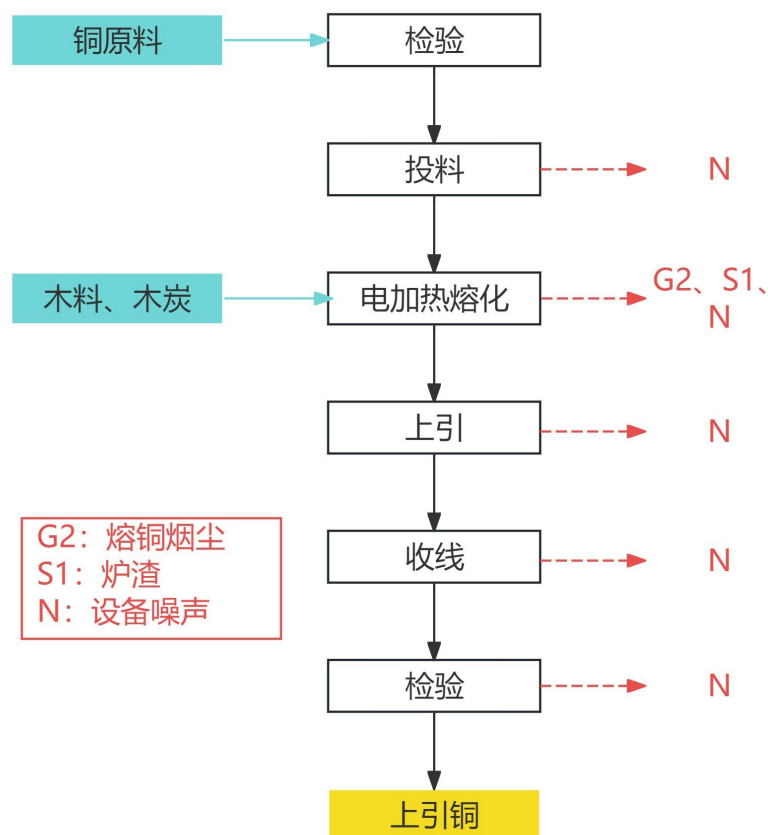 铜原料
检验
投料
N
木料、木炭
电加热熔化
G2、S1、
N
上引
N
G2：熔铜烟尘
S1：炉渣
N：设备噪声
收线
N
检验
N
上引铜